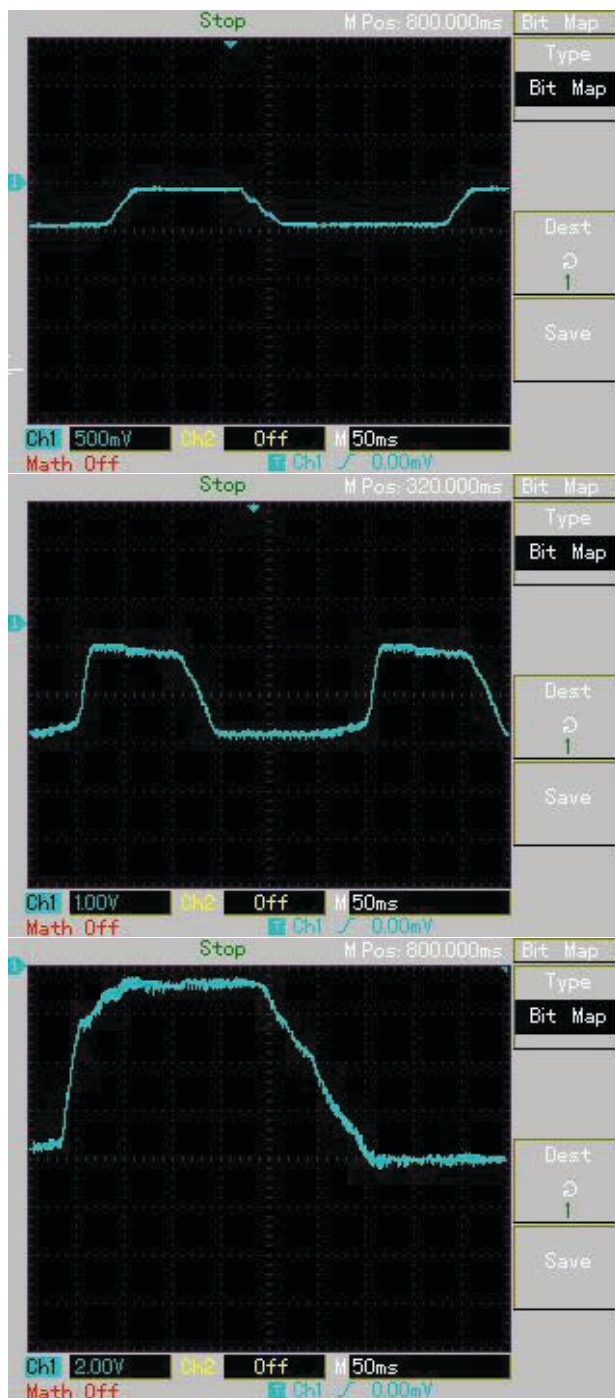 Stop M Pos: 800.000ms Bit Map
Type
Bit Map
1
Dest
1
Save
Ch1 500mV Ch2 Off M 50ms
Math Off T Ch1 0.00mV
Stop M Pos: 320.000ms Bit Map
Type
Bit Map
1
Dest
1
Save
Ch1 1.00V Ch2 Off M 50ms
Math Off T Ch1 0.00mV
1 Stop M Pos: 800.000ms Bit Map
Type
Bit Map
Dest
1
Save
Ch1 2.00V Ch2 Off M 50ms
Math Off T Ch1 0.00mV